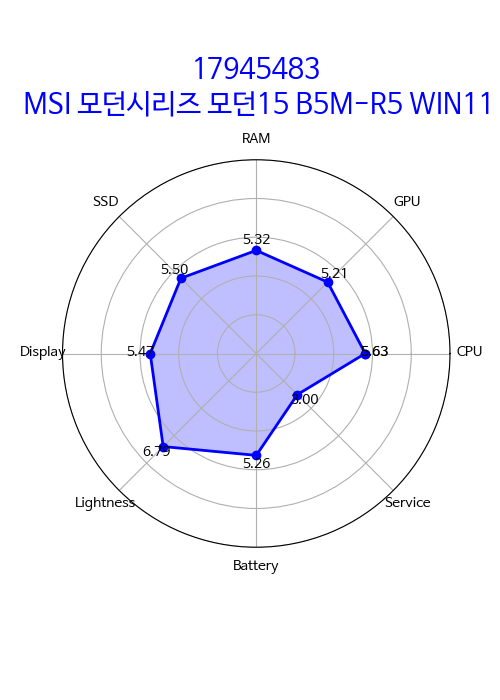 17945483
MSI 모던시리즈 모던15 B5M-R5 WIN11
RAM
SSD
GPU
5.32
5.50
5.21
Display
5.47
5.63
CPU
3.00
6.79
5.26
Lightness
Service
Battery